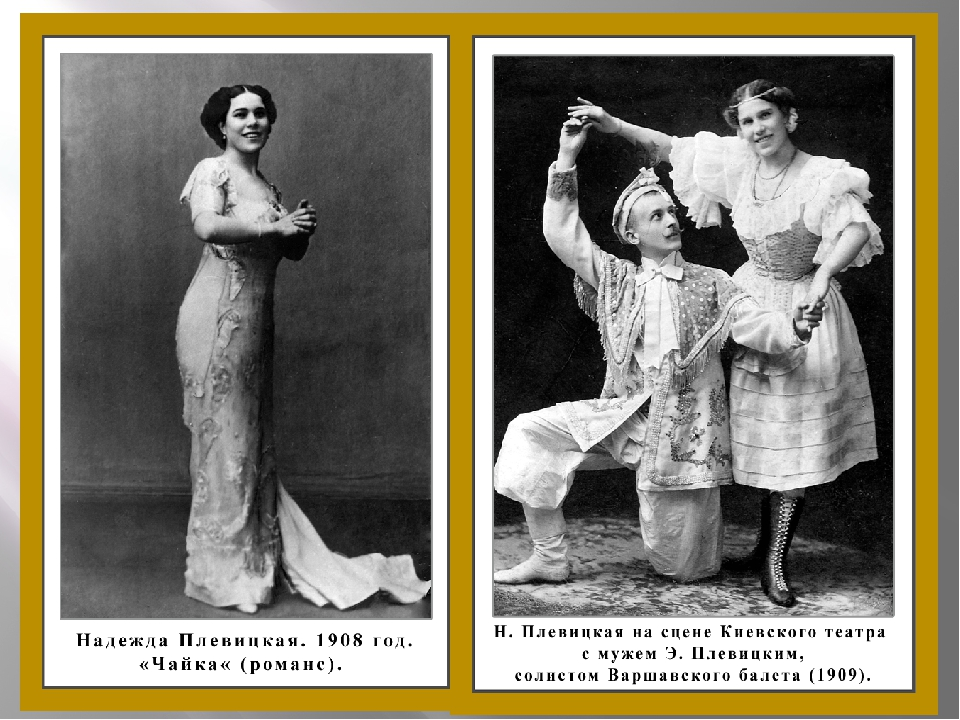 Надежда Плевицкая. 1908 год.
«Чайка« (романс).
Н. Плевицкая на сцене Киевского театра
с мужем Э. Плевицким,
солистом Варшавского балета (1909).